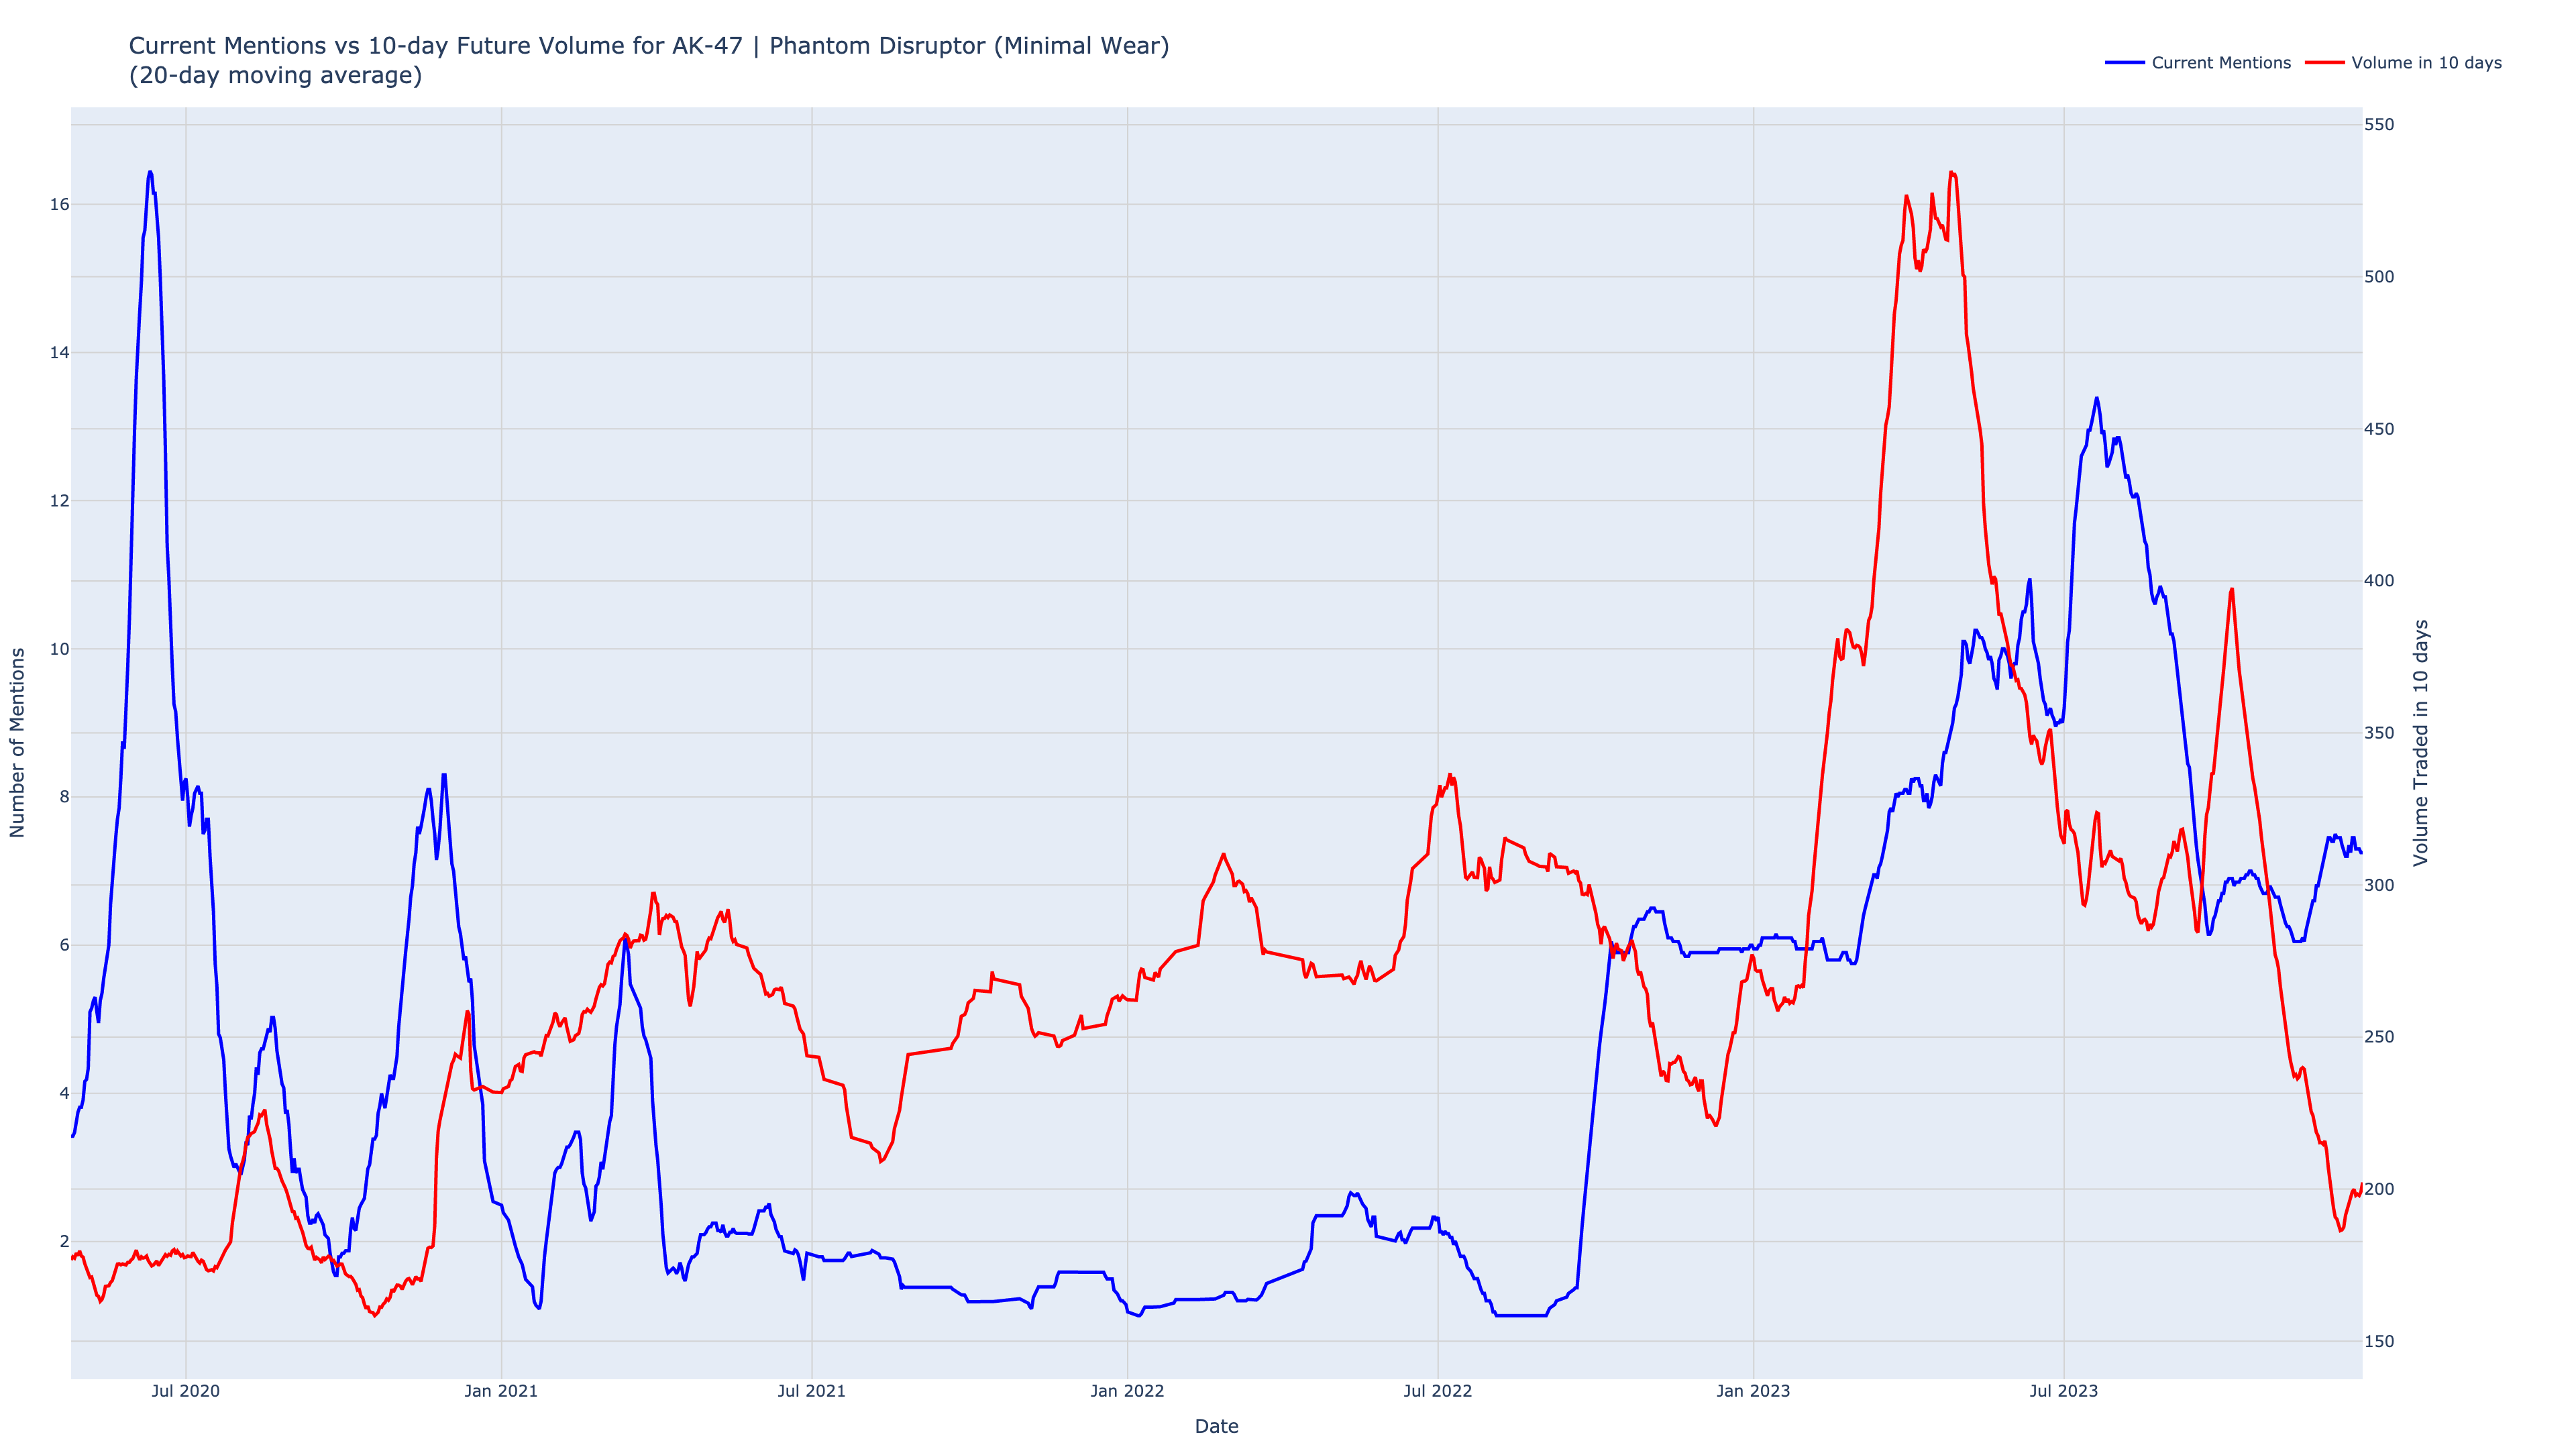 Current Mentions vs 10-day Future Volume for AK-47 | Phantom Disruptor (Minimal Wear)
(20-day moving average)
Current Mentions
Volume in 10 days
Number of Mentions
16
14
12
10
8
6
4
2
550
500
450
400
350
300
250
200
150
Volume Traded in 10 days
Jul 2020
Jan 2021
Jul 2021
Jan 2022
Jul 2022
Jan 2023
Jul 2023
Date